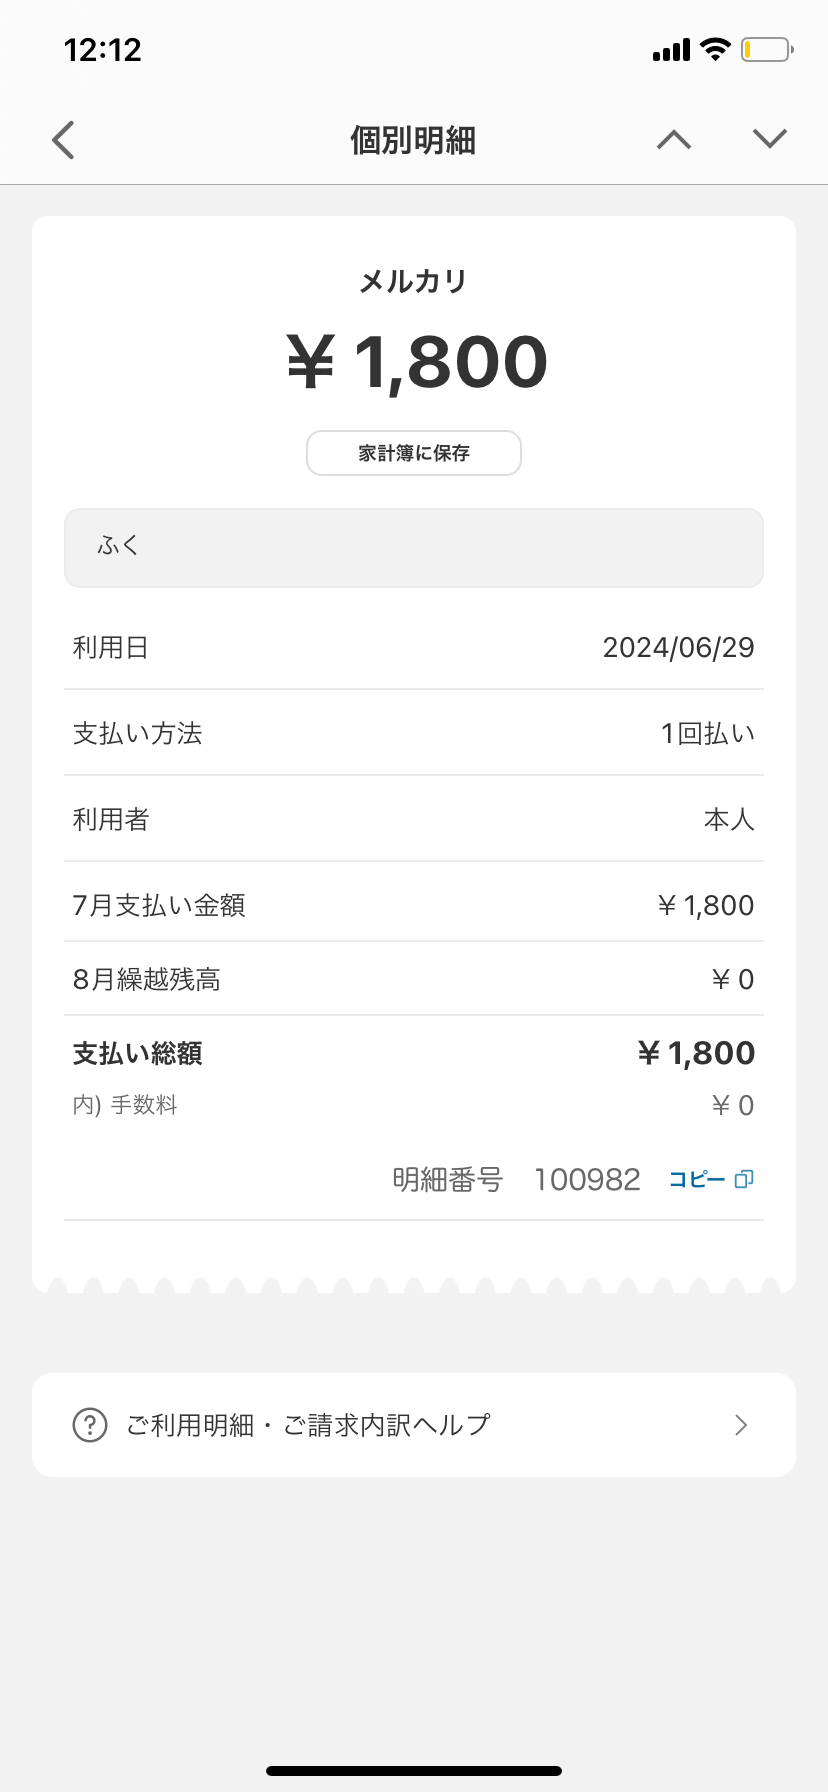 12:12
個別明細
メルカリ
¥ 1,800
家計簿に保存
ふく
利用日 2024/06/29
支払い方法 1回払い
利用者 本人
7月支払い金額 ¥ 1,800
8月繰越残高 ¥ 0
支払い総額 ¥ 1,800
内) 手数料 ¥ 0
明細番号 100982 コピー
ご利用明細・ご請求内訳ヘルプ